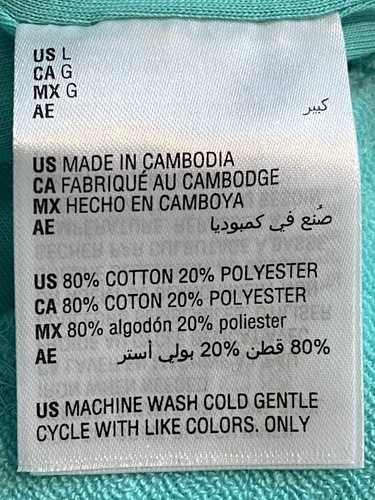 US L
CA G
MX G
AE كبير
US MADE IN CAMBODIA
CA FABRIQUÉ AU CAMBODGE
MX HECHO EN CAMBOYA
AE صُنع في كمبوديا
US 80% COTTON 20% POLYESTER
CA 80% COTON 20% POLYESTER
MX 80% algodón 20% poliester
AE 80% قطن 20% بولي أستر
US MACHINE WASH COLD GENTLE
CYCLE WITH LIKE COLORS. ONLY